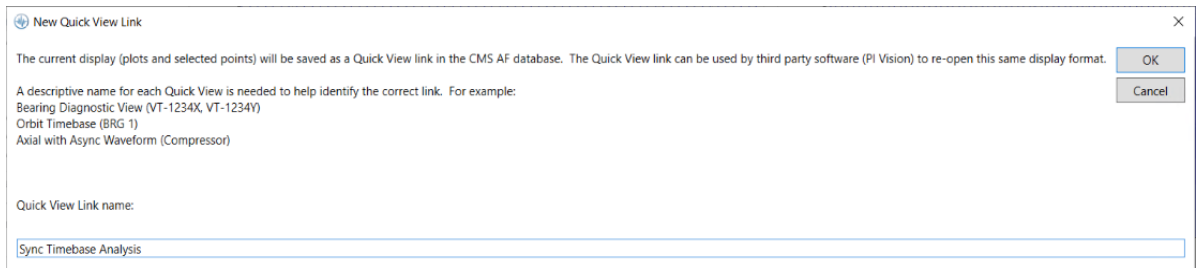 New Quick View Link
The current display (plots and selected points) will be saved as a Quick View link in the CMS AF database.  The Quick View link can be used by third party software (PI Vision) to re-open this same display format.
OK
A descriptive name for each Quick View is needed to help identify the correct link.  For example:
Cancel
Bearing Diagnostic View (VT-1234X, VT-1234Y)
Orbit Timebase (BRG 1)
Axial with Async Waveform (Compressor)
Quick View Link name:
Sync Timebase Analysis